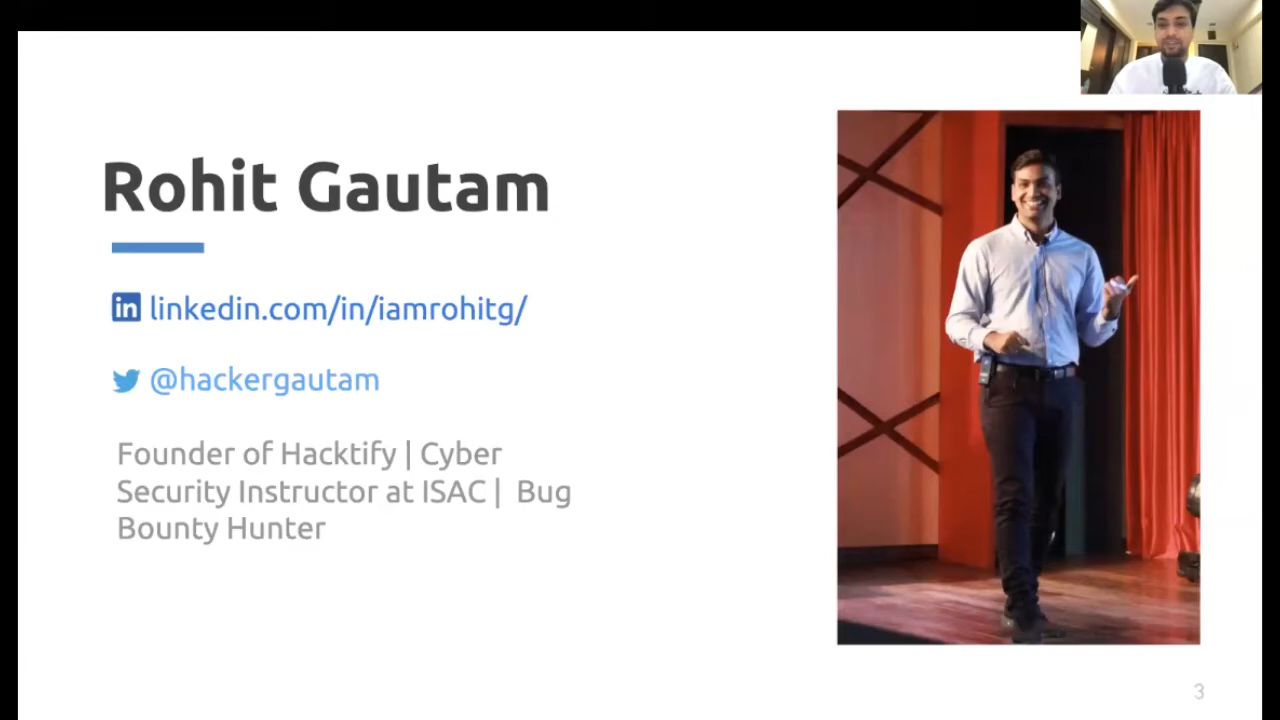 Rohit Gautam
in linkedin.com/in/iamrohitg/
@hackergautam
Founder of Hacktify | Cyber
Security Instructor at ISAC | Bug
Bounty Hunter
3